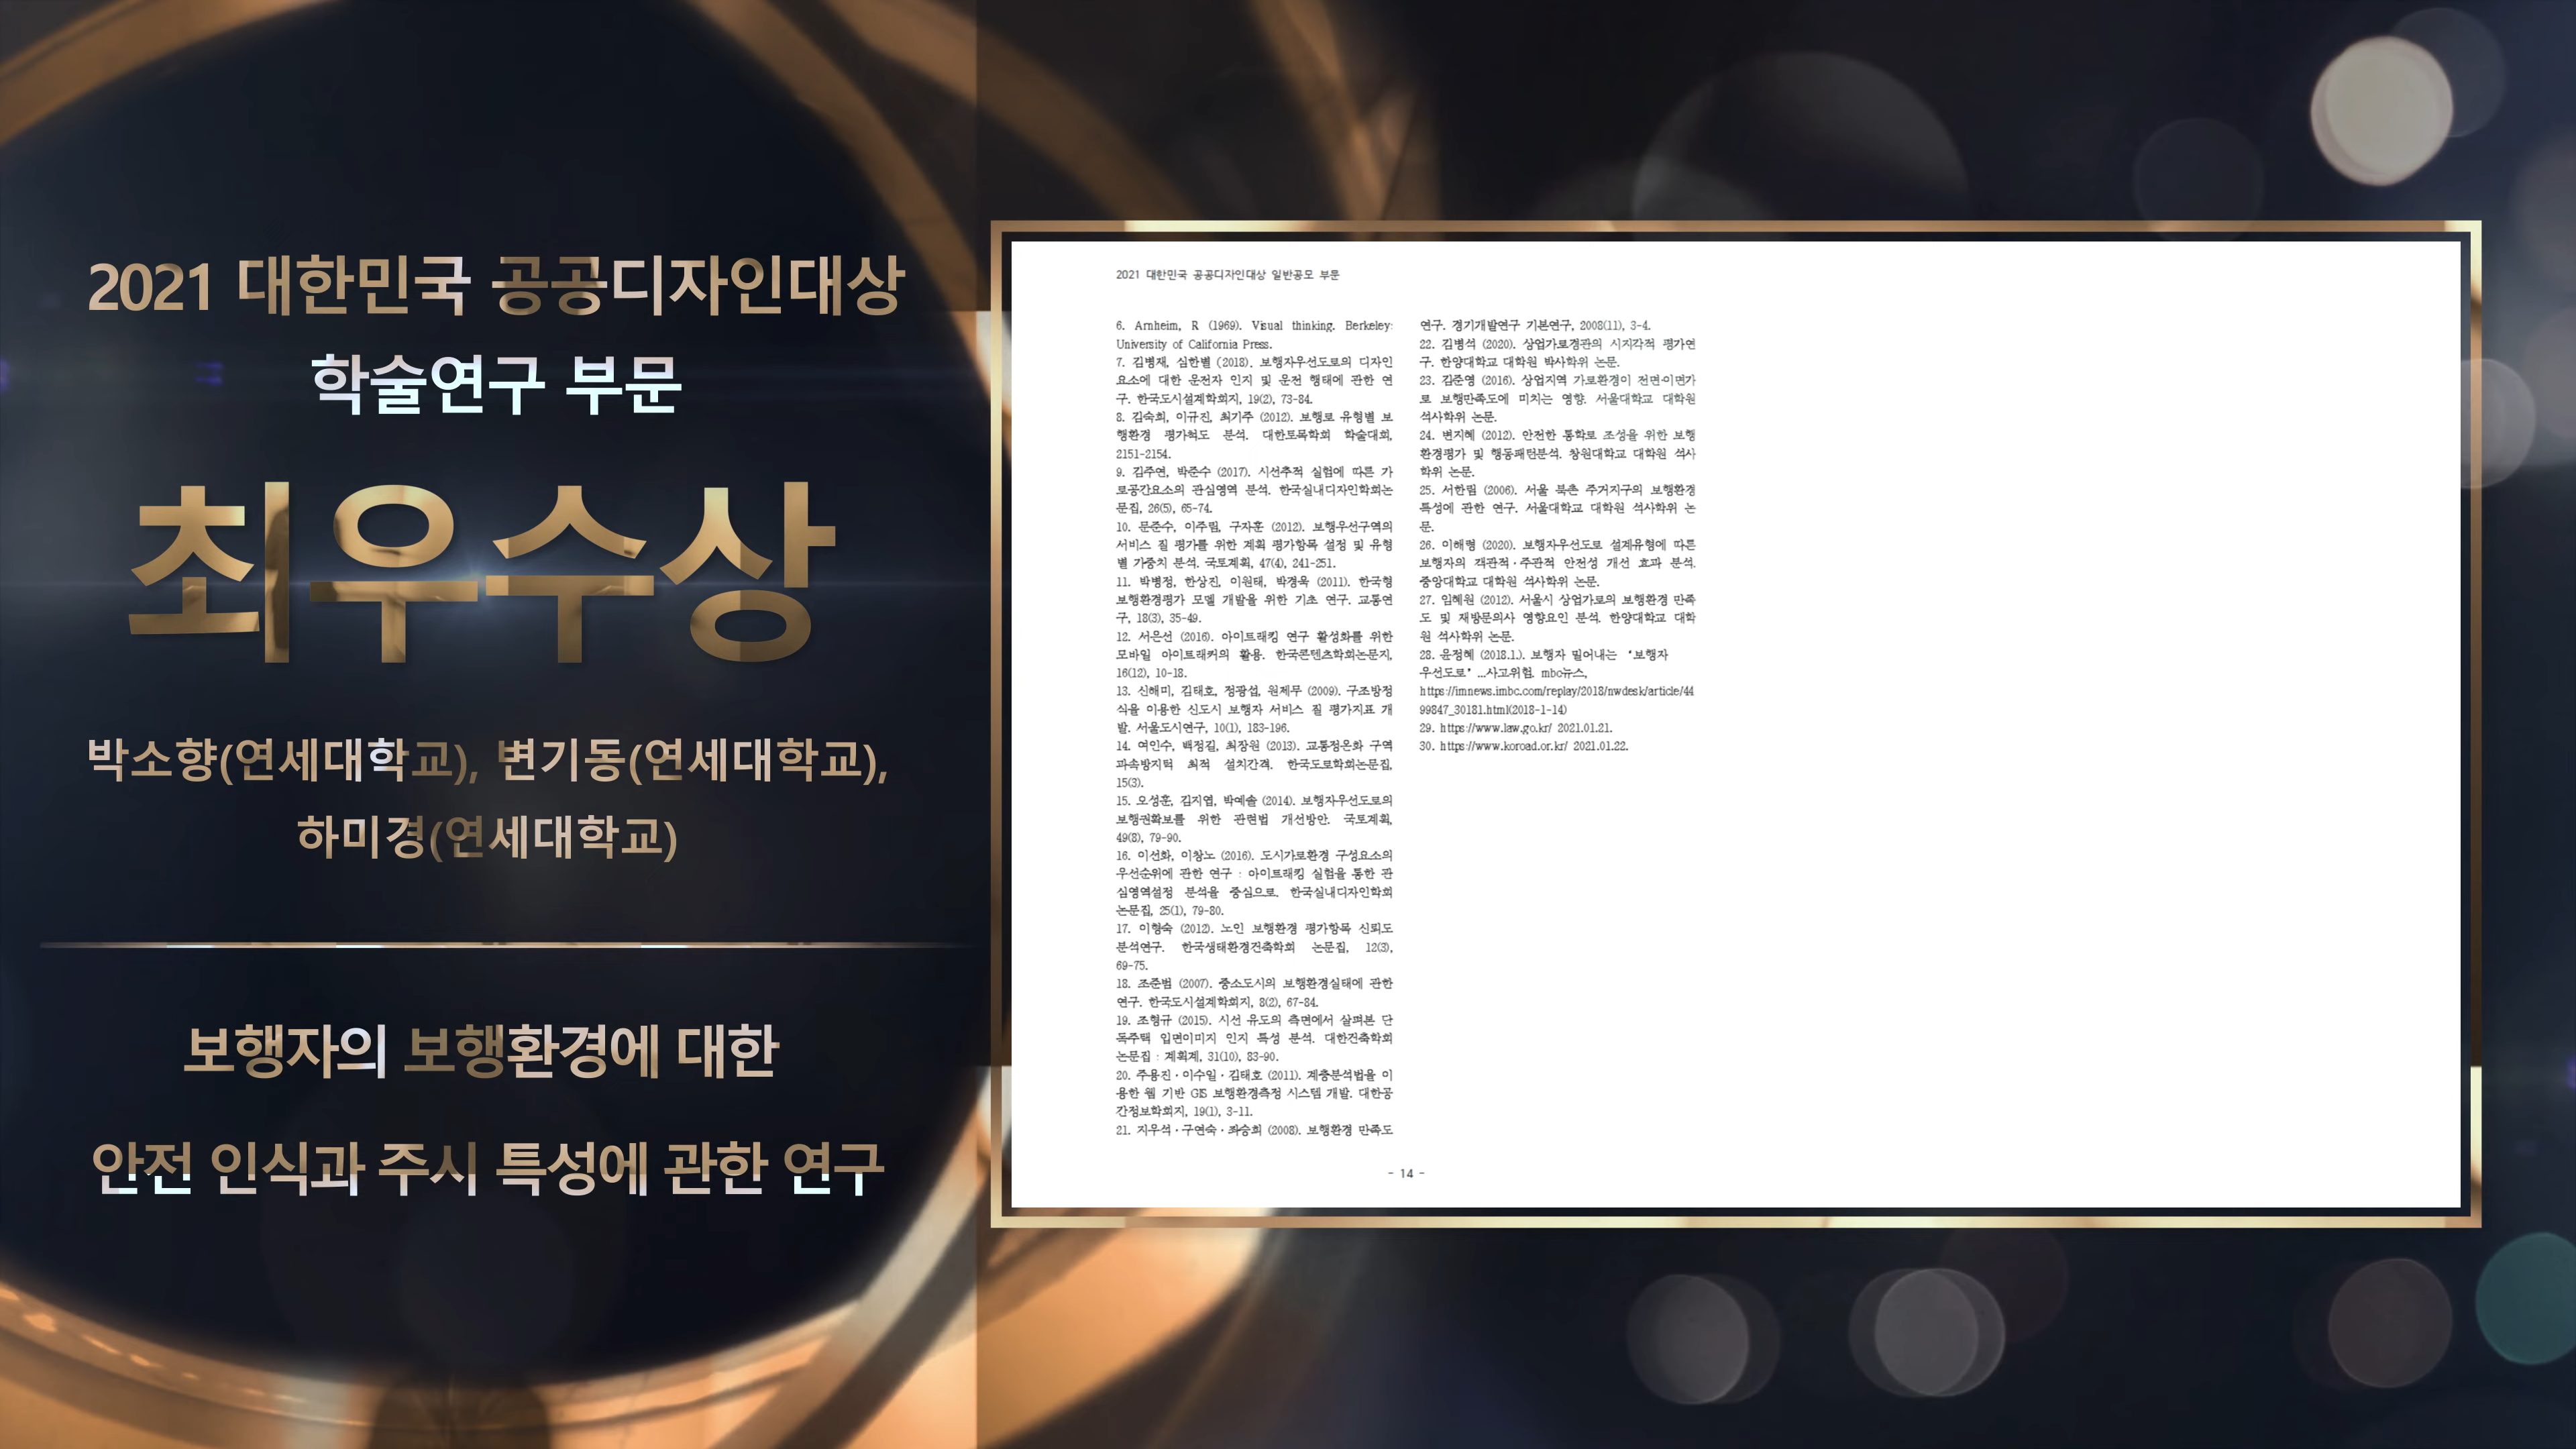 2021 대한민국 공공디자인대상
학술연구 부문
최우수상
박소향(연세대학교), 변기동(연세대학교),
하미경(연세대학교)
보행자의 보행환경에 대한
안전 인식과 주시 특성에 관한 연구
2021 대한민국 공공디자인대상 일반공모 부문
6. Arnheim, R (1969). Visual thinking. Berkeley:
University of California Press.
7. 김병재, 심한별 (2018). 보행자우선도로의 디자인
요소에 대한 운전자 인지 및 운전 행태에 관한 연
구. 한국도시설계학회지, 19(2), 73-84.
8. 김숙희, 이규진, 최기주 (2012). 보행로 유형별 보
행환경 평가척도 분석. 대한토목학회 학술대회,
2151-2154.
9. 김주연, 박준수 (2017). 시선추적 실험에 따른 가
로공간요소의 관심영역 분석. 한국실내디자인학회논
문집, 26(5), 65-74.
10. 문준수, 이주림, 구자훈 (2012). 보행우선구역의
서비스 질 평가를 위한 계획 평가항목 설정 및 유형
별 가중치 분석. 국토계획, 47(4), 241-251.
11. 박병정, 한상진, 이원태, 박경욱 (2011). 한국형
보행환경평가 모델 개발을 위한 기초 연구. 교통연
구, 18(3), 35-49.
12. 서은선 (2016). 아이트래킹 연구 활성화를 위한
모바일 아이트래커의 활용. 한국콘텐츠학회논문지,
16(12), 10-18.
13. 신해미, 김태호, 정광섭, 원제무 (2009). 구조방정
식을 이용한 신도시 보행자 서비스 질 평가지표 개
발. 서울도시연구, 10(1), 183-196.
14. 여인수, 백정길, 최장원 (2013). 교통정온화 구역
과속방지턱 최적 설치간격. 한국도로학회논문집,
15(3).
15. 오성훈, 김지엽, 박예솔 (2014). 보행자우선도로의
보행권확보를 위한 관련법 개선방안. 국토계획,
49(8), 79-90.
16. 이선화, 이창노 (2016). 도시가로환경 구성요소의
우선순위에 관한 연구 : 아이트래킹 실험을 통한 관
심영역설정 분석을 중심으로. 한국실내디자인학회
논문집, 25(1), 79-80.
17. 이형숙 (2012). 노인 보행환경 평가항목 신뢰도
분석연구. 한국생태환경건축학회 논문집, 12(3),
69-75.
18. 조준범 (2007). 중소도시의 보행환경실태에 관한
연구. 한국도시설계학회지, 8(2), 67-84.
19. 조형규 (2015). 시선 유도의 측면에서 살펴본 단
독주택 입면이미지 인지 특성 분석. 대한건축학회
논문집 : 계획계, 31(10), 83-90.
20. 주용진·이수일·김태호 (2011). 계층분석법을 이
용한 웹 기반 GIS 보행환경측정 시스템 개발. 대한공
간정보학회지, 19(1), 3-11.
21. 지우석·구연숙·좌승희 (2008). 보행환경 만족도
연구. 경기개발연구 기본연구, 2008(11), 3-4.
22. 김병석 (2020). 상업가로경관의 시지각적 평가연
구. 한양대학교 대학원 박사학위 논문.
23. 김준영 (2016). 상업지역 가로환경이 전면·이면가
로 보행만족도에 미치는 영향. 서울대학교 대학원
석사학위 논문.
24. 변지혜 (2012). 안전한 통학로 조성을 위한 보행
환경평가 및 행동패턴분석. 창원대학교 대학원 석사
학위 논문.
25. 서한림 (2006). 서울 북촌 주거지구의 보행환경
특성에 관한 연구. 서울대학교 대학원 석사학위 논
문.
26. 이해령 (2020). 보행자우선도로 설계유형에 따른
보행자의 객관적·주관적 안전성 개선 효과 분석.
중앙대학교 대학원 석사학위 논문.
27. 임혜원 (2012). 서울시 상업가로의 보행환경 만족
도 및 재방문의사 영향요인 분석. 한양대학교 대학
원 석사학위 논문.
28. 윤정혜 (2018.1.). 보행자 밀어내는 '보행자
우선도로' ...사고위험. mbc뉴스,
https://imnews.imbc.com/replay/2018/nwdesk/article/44
99847_30181.html(2018-1-14)
29. https://www.law.go.kr/ 2021.01.21.
30. https://www.koroad.or.kr/ 2021.01.22.
- 14 -